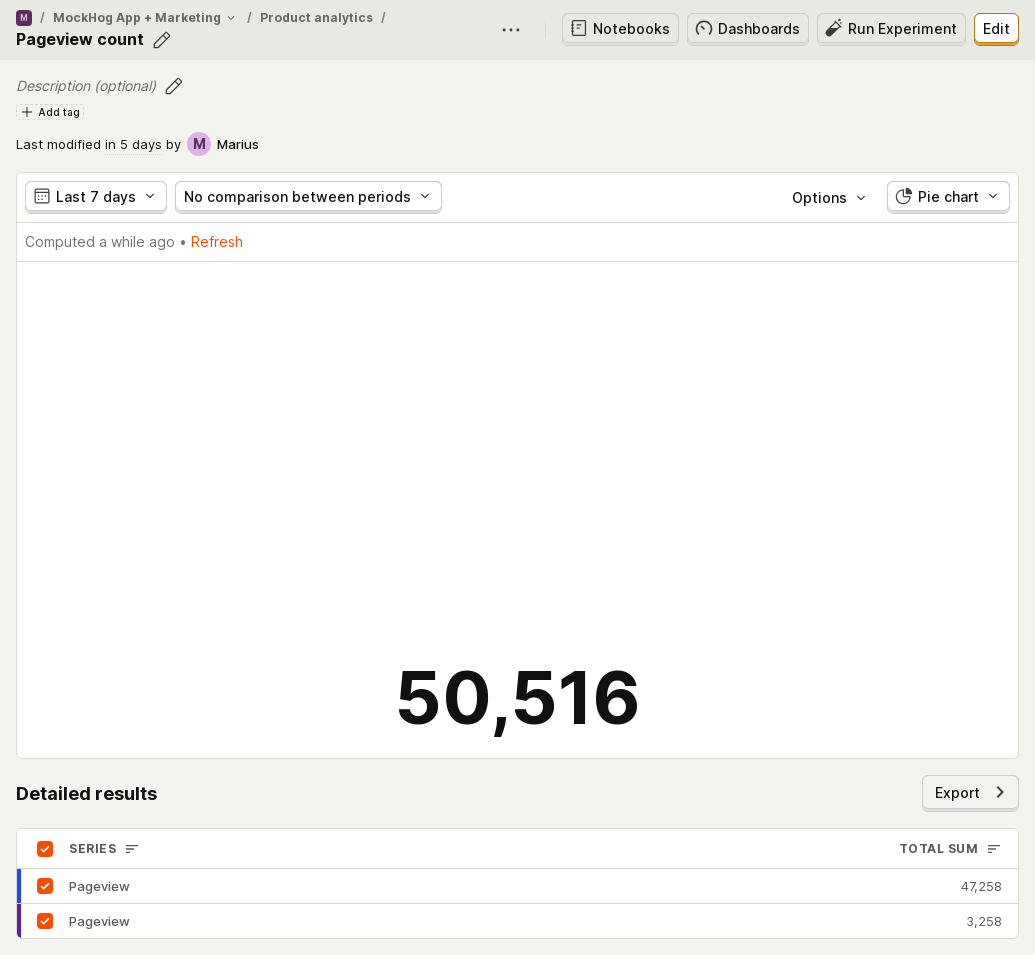 M / MockHog App + Marketing / Product analytics /
Pageview count
Notebooks Dashboards Run Experiment Edit
Description (optional)
Add tag
Last modified in 5 days by M Marius
Last 7 days No comparison between periods Options Pie chart
Computed a while ago • Refresh
50,516
Detailed results Export
SERIES TOTAL SUM
Pageview 47,258
Pageview 3,258